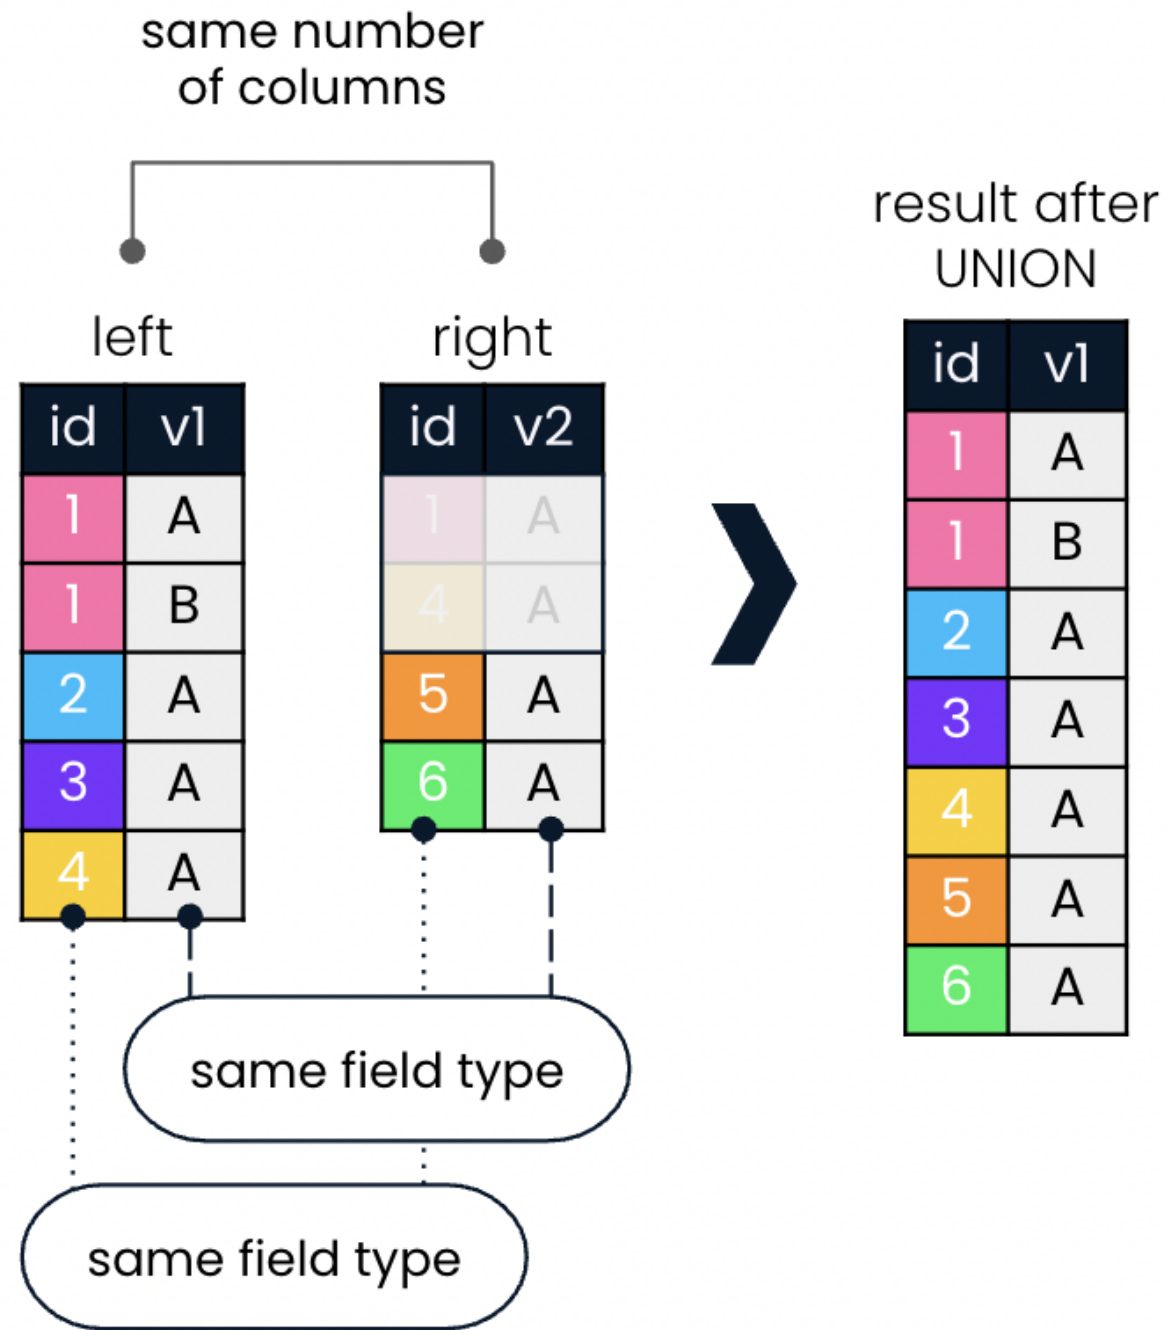 same number
of columns
result after
UNION
left
right
id v1
1 A
1 B
2 A
3 A
4 A
id v2
1 A
4 A
5 A
6 A
id v1
1 A
1 B
2 A
3 A
4 A
5 A
6 A
same field type
same field type